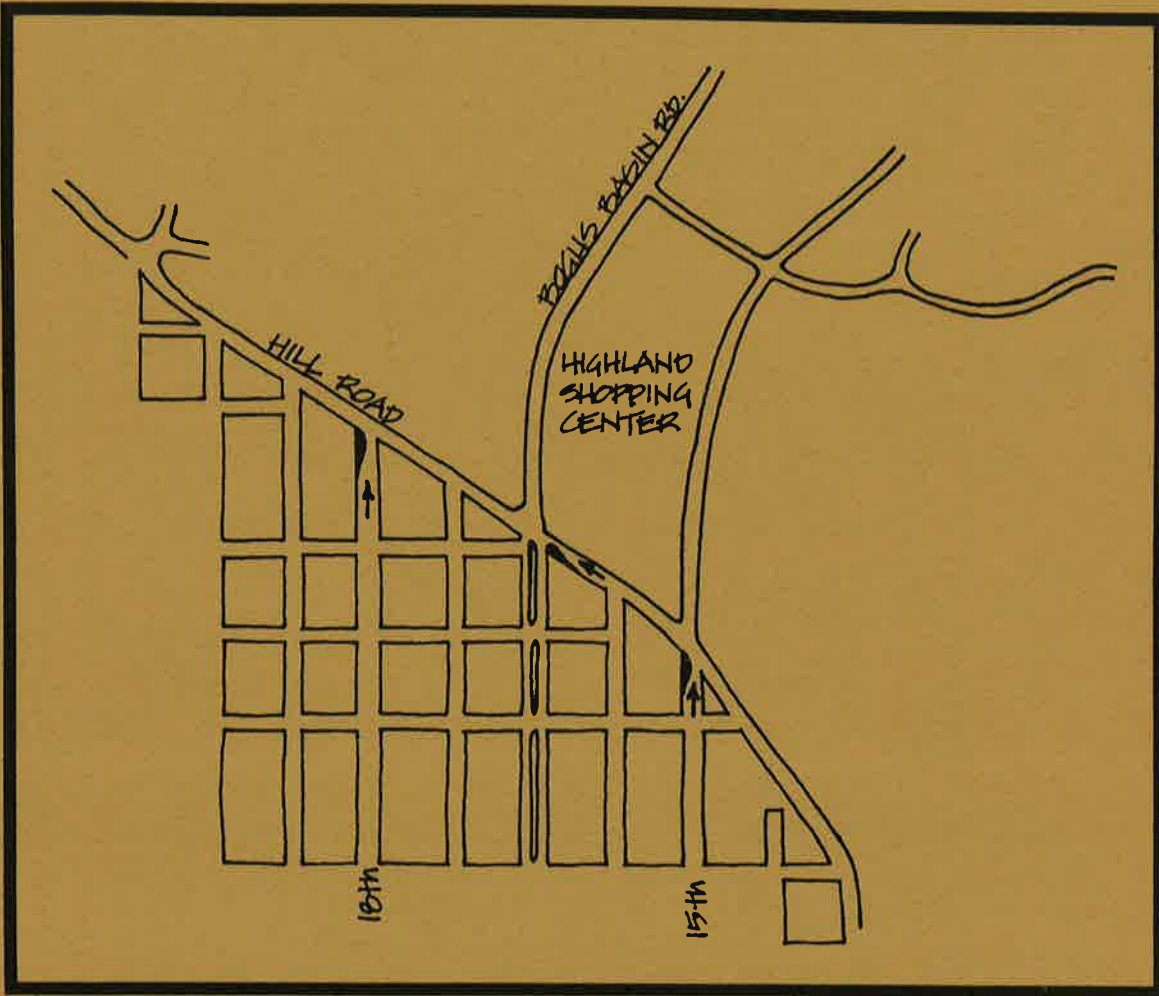 BOGUS BASIN RD.
HILL ROAD
HIGHLAND
SHOPPING
CENTER
18th
15th